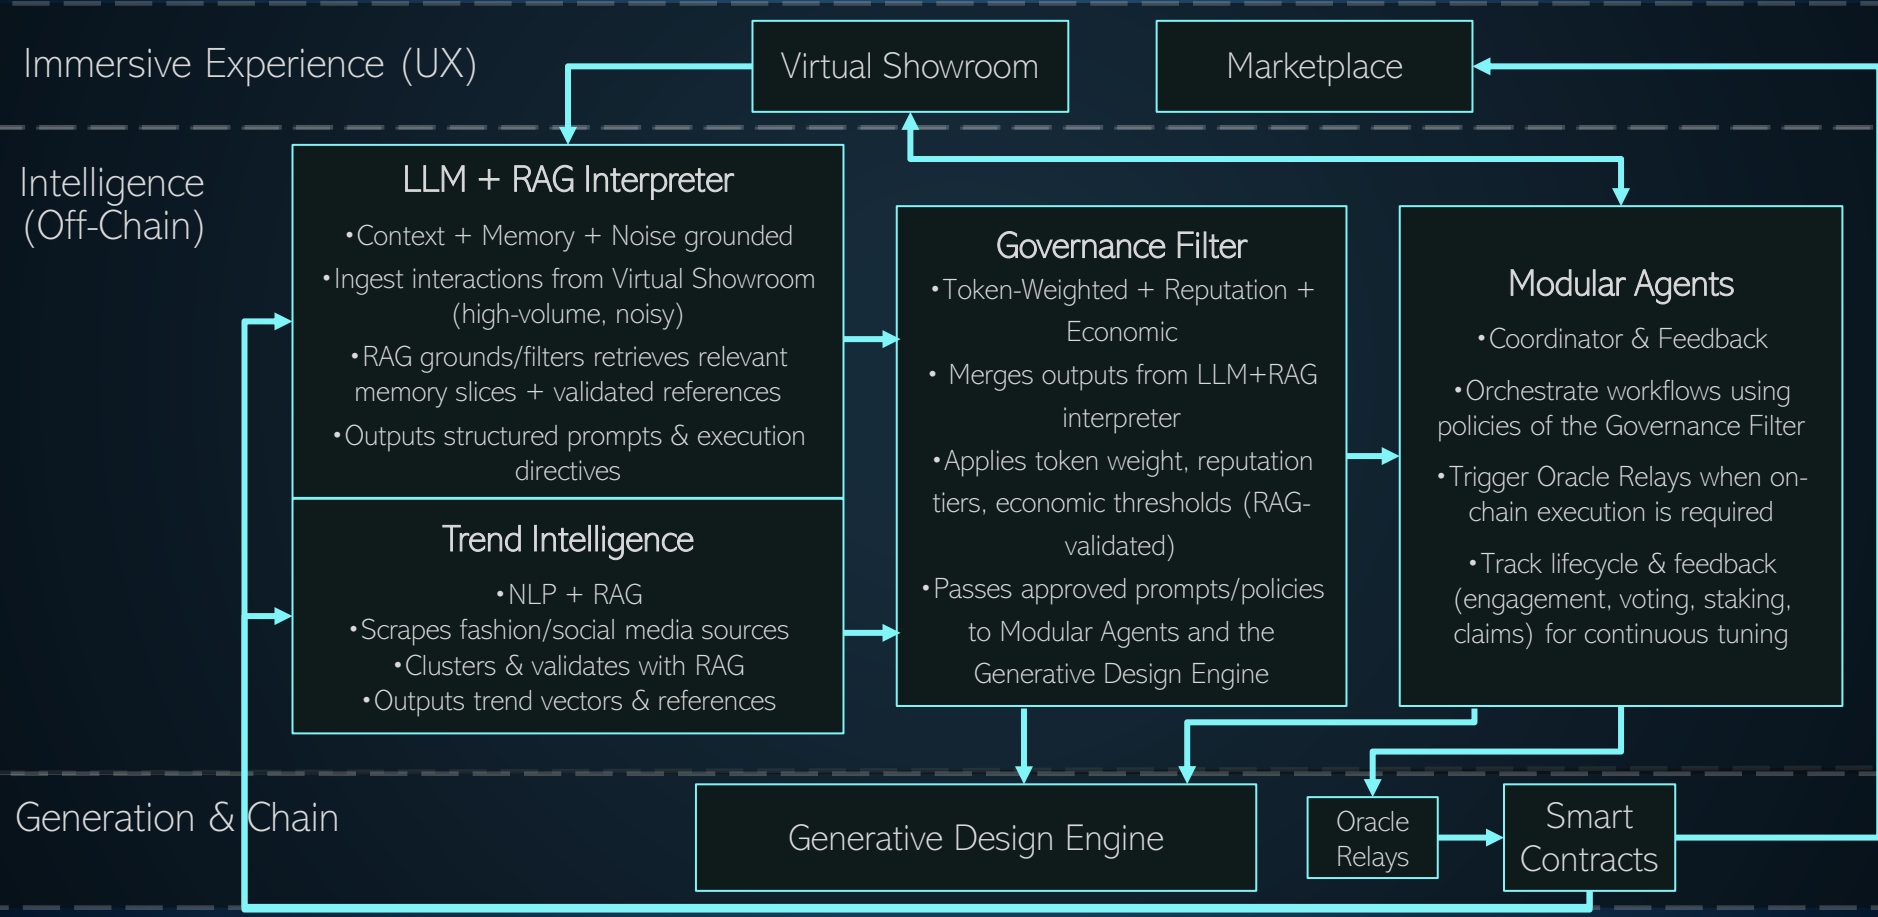 Immersive Experience (UX)
Virtual Showroom
Marketplace
Intelligence
(Off-Chain)
LLM + RAG Interpreter
•Context + Memory + Noise grounded
•Ingest interactions from Virtual Showroom
(high-volume, noisy)
•RAG grounds/filters retrieves relevant
memory slices + validated references
•Outputs structured prompts & execution
directives
Trend Intelligence
•NLP + RAG
•Scrapes fashion/social media sources
•Clusters & validates with RAG
•Outputs trend vectors & references
Governance Filter
•Token-Weighted + Reputation +
Economic
• Merges outputs from LLM+RAG
interpreter
•Applies token weight, reputation
tiers, economic thresholds (RAG-
validated)
•Passes approved prompts/policies
to Modular Agents and the
Generative Design Engine
Modular Agents
•Coordinator & Feedback
•Orchestrate workflows using
policies of the Governance Filter
•Trigger Oracle Relays when on-
chain execution is required
•Track lifecycle & feedback
(engagement, voting, staking,
claims) for continuous tuning
Generation & Chain
Generative Design Engine
Oracle
Relays
Smart
Contracts